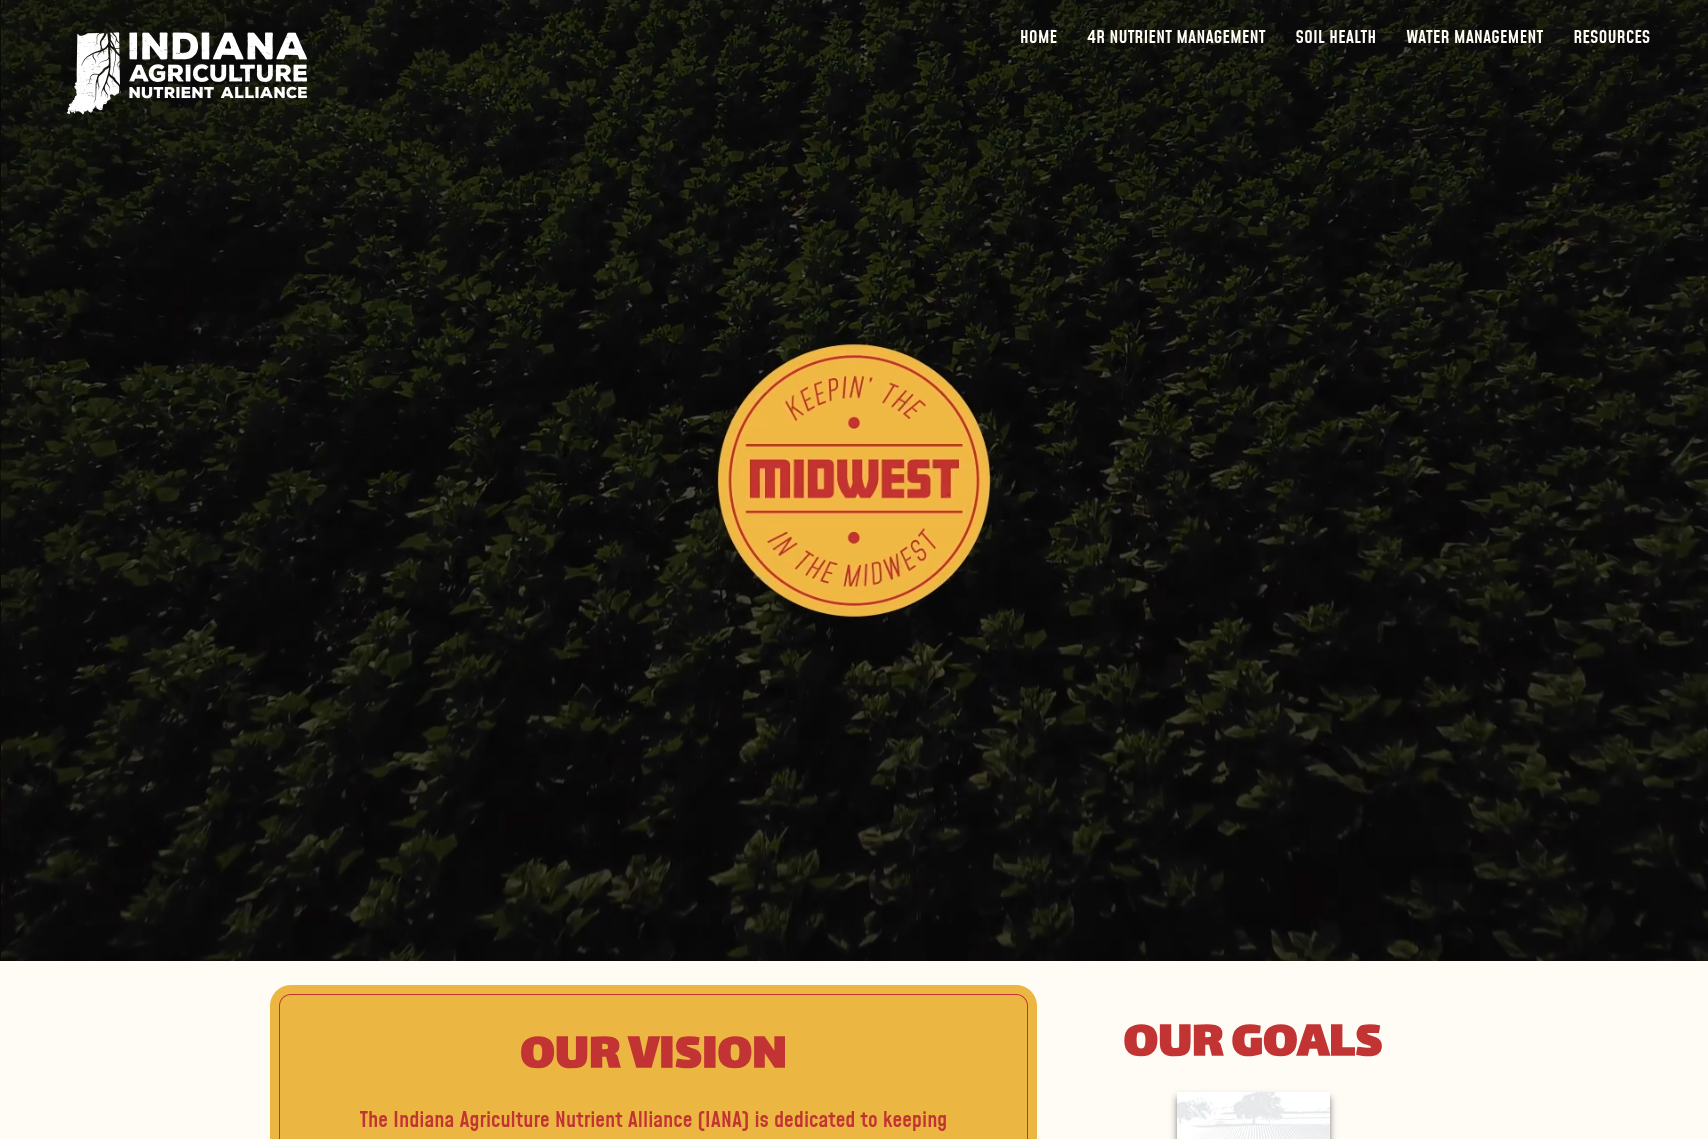 INDIANA
AGRICULTURE
NUTRIENT ALLIANCE
HOME 4R NUTRIENT MANAGEMENT SOIL HEALTH WATER MANAGEMENT RESOURCES
KEEPIN' THE
MIDWEST
IN THE MIDWEST
OUR VISION
The Indiana Agriculture Nutrient Alliance (IANA) is dedicated to keeping
OUR GOALS